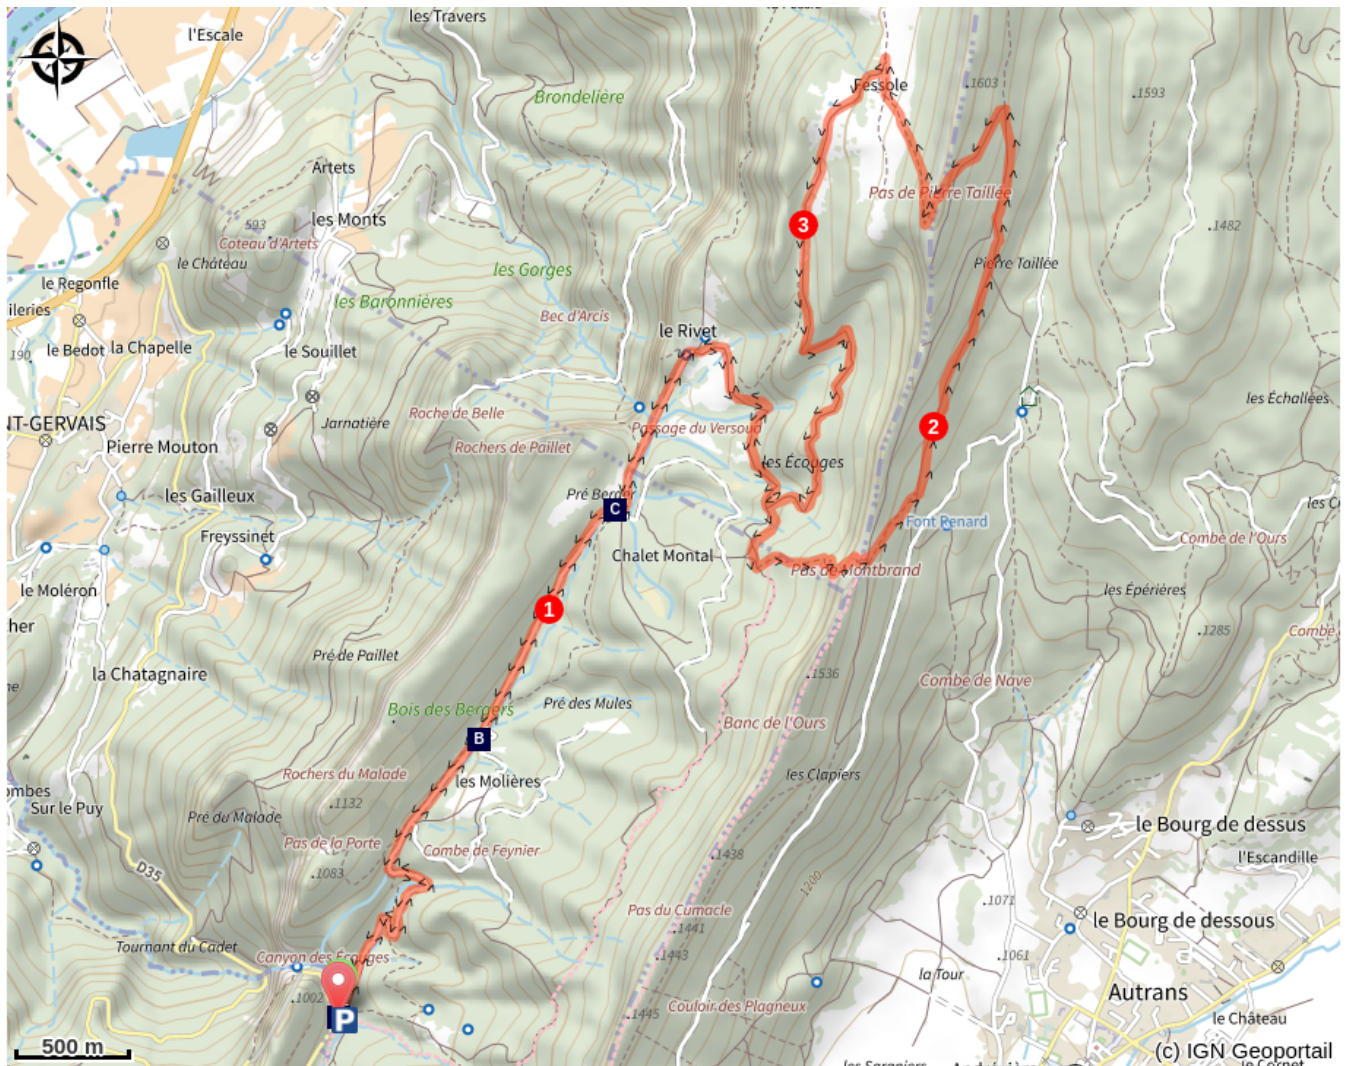 les Travers
l'Escale
Brondelière
Fessole
1603
1593
Artets
les Monts
593
Coteau d'Artets
le Château
Pas de Pierre Taillée
3
1482
les Gorges
Pierre Taillée
le Regonfle
les Baronnières
ileries
Bec d'Arcis
le Rivet
190
le Bedot
la Chapelle
le Souillet
les Échallées
Roche de Belle
Jarnatière
NT-GERVAIS
Passage du Versoud
2
Pierre Mouton
Rochers de Paillet
les Écouges
les Gailleux
Pré Berger
C
Font Renard
Freyssinet
Combe de l'Ours
Chalet Montal
Pas de Montbrand
le Moléron
les Épérières
1
her
1285
Combe
Pré de Paillet
la Chatagnaire
1536
Combe de Nave
Bois des Bergers
Pré des Mules
Banc de l'Ours
B
Rochers du Malade
les Molières
les Clapiers
ombes
Sur le Puy
1132
Pré du Malade
le Bourg de dessus
Pas de la Porte
Combe de Feynier
1438
l'Escandille
D35
1083
1200
1071
Pas du Cumacle
le Bourg de dessous
1441
Tournant du Cadet
Canyon des Écouges
1443
1061
la Tour
1002
Autrans
Couloir des Plagneux
1445
P
le Château
500 m
(c) IGN Geoportail